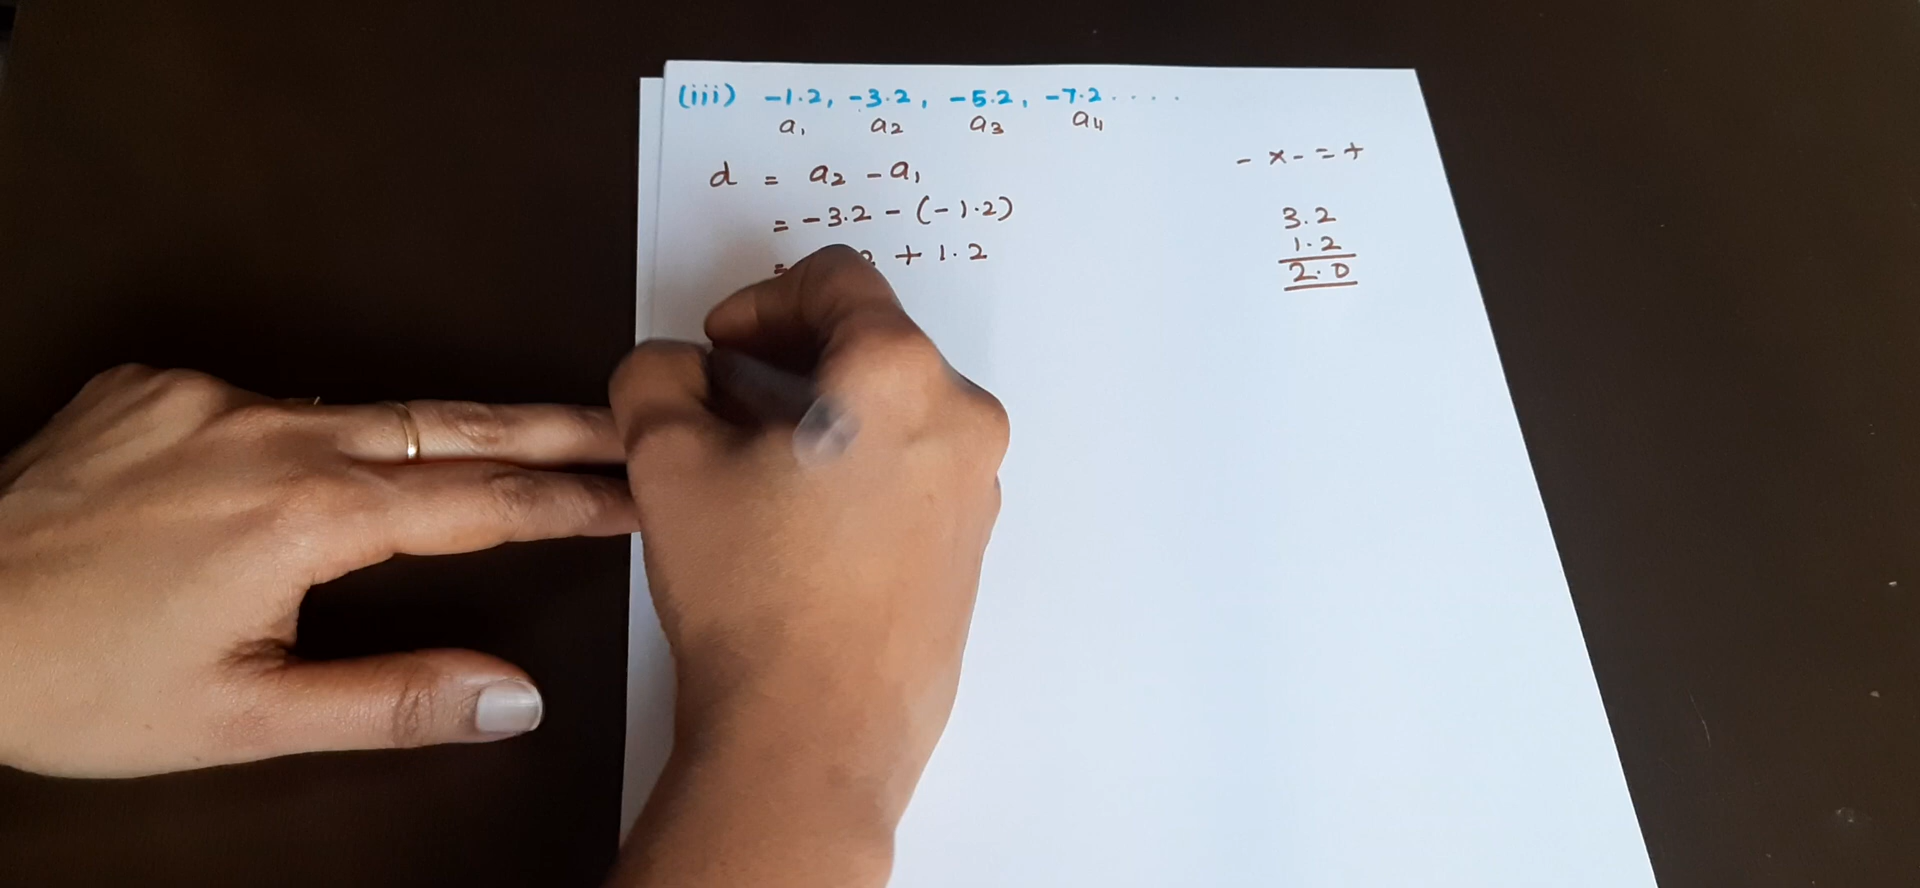 (iii) -1.2, -3.2, -5.2, -7.2 ....
a₁ a₂ a₃ a₄
d = a₂ - a₁
= -3.2 - (-1.2)
= + 1.2
- x - = +
3.2
1.2
2.0